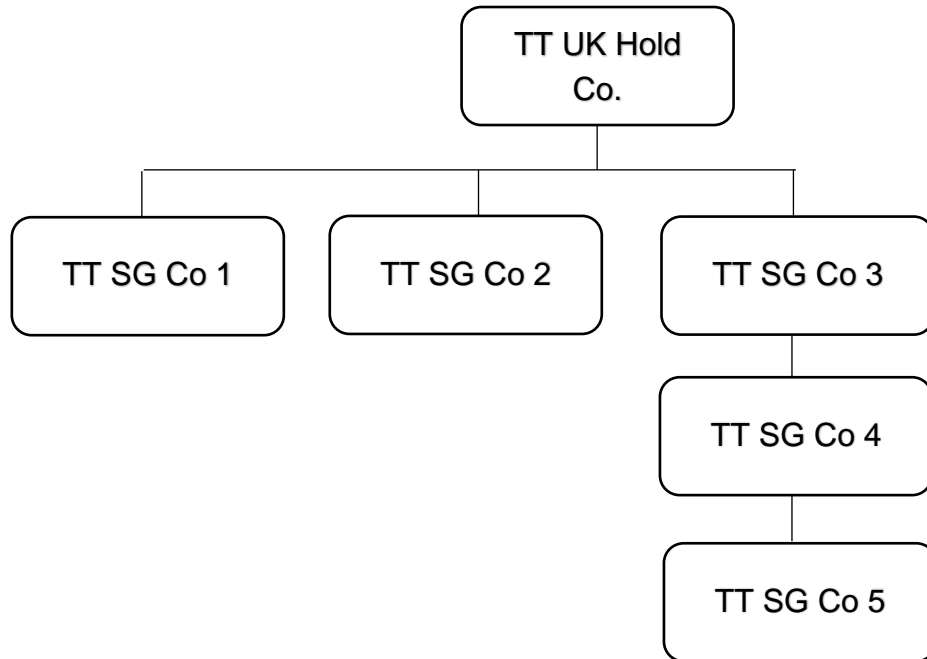 TT UK Hold
Co.
TT SG Co 1
TT SG Co 2
TT SG Co 3
TT SG Co 4
TT SG Co 5